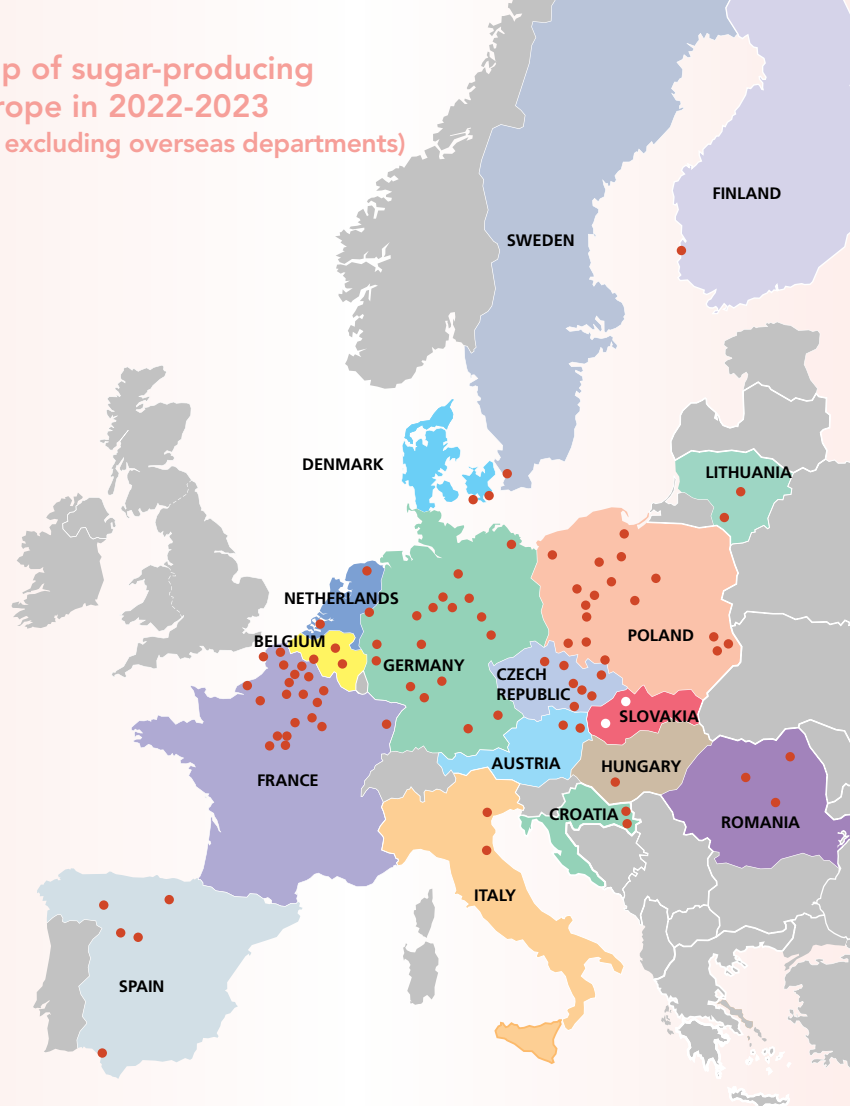 p of sugar-producing
rope in 2022-2023
excluding overseas departments)
FINLAND
SWEDEN
DENMARK
LITHUANIA
NETHERLANDS
BELGIUM
POLAND
GERMANY
CZECH
REPUBLIC
SLOVAKIA
AUSTRIA
HUNGARY
FRANCE
CROATIA
ROMANIA
ITALY
SPAIN